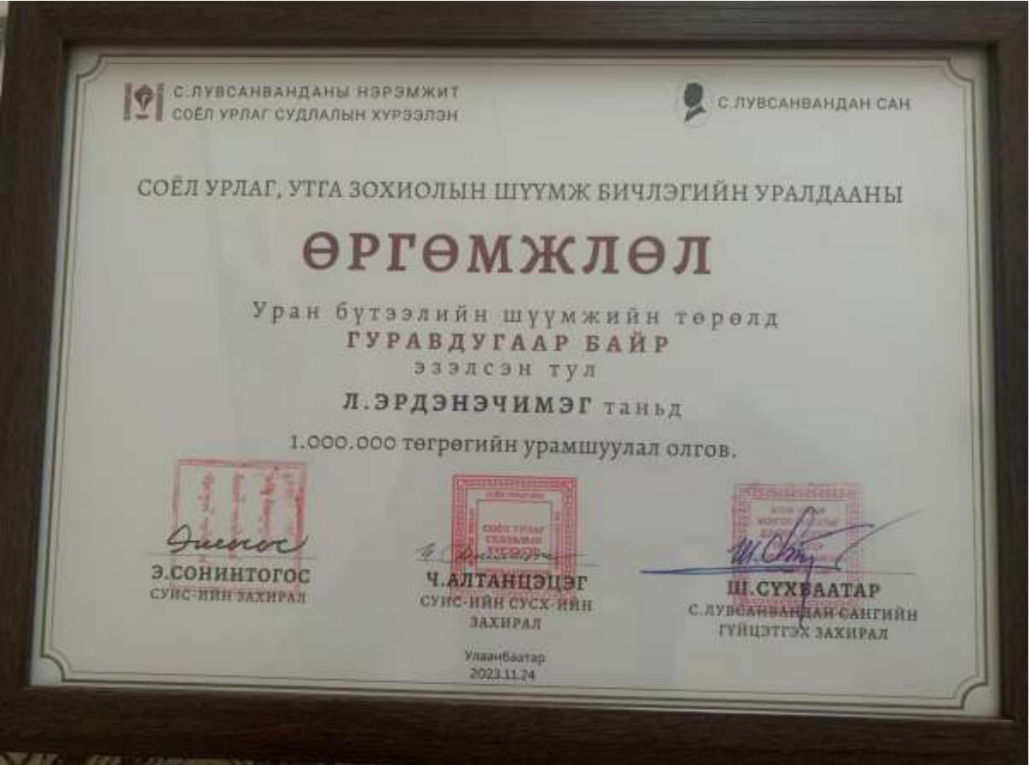 С.ЛУВСАНВАНДАНЫ НЭРЭМЖИТ
СОЁЛ УРЛАГ СУДЛАЛЫН ХҮРЭЭЛЭН
С.ЛУВСАНВАНДАН САН
СОЁЛ УРЛАГ, УТГА ЗОХИОЛЫН ШҮҮМЖ БИЧЛЭГИЙН УРАЛДААНЫ
ӨРГӨМЖЛӨЛ
Уран бүтээлийн шүүмжийн төрөлд
ГУРАВДУГААР БАЙР
эзэлсэн тул
Л.ЭРДЭНЭЧИМЭГ таньд
1.000.000 төгрөгийн урамшуулал олгов.
Э.СОНИНТОГОС
СУИС-ИЙН ЗАХИРАЛ
Ч.АЛТАНЦЭЦЭГ
СУИС-ИЙН СУСХ-ИЙН
ЗАХИРАЛ
Ш.СҮХБААТАР
С.ЛУВСАНВАНДАН САНГИЙН
ГҮЙЦЭТГЭХ ЗАХИРАЛ
Улаанбаатар
2023.11.24